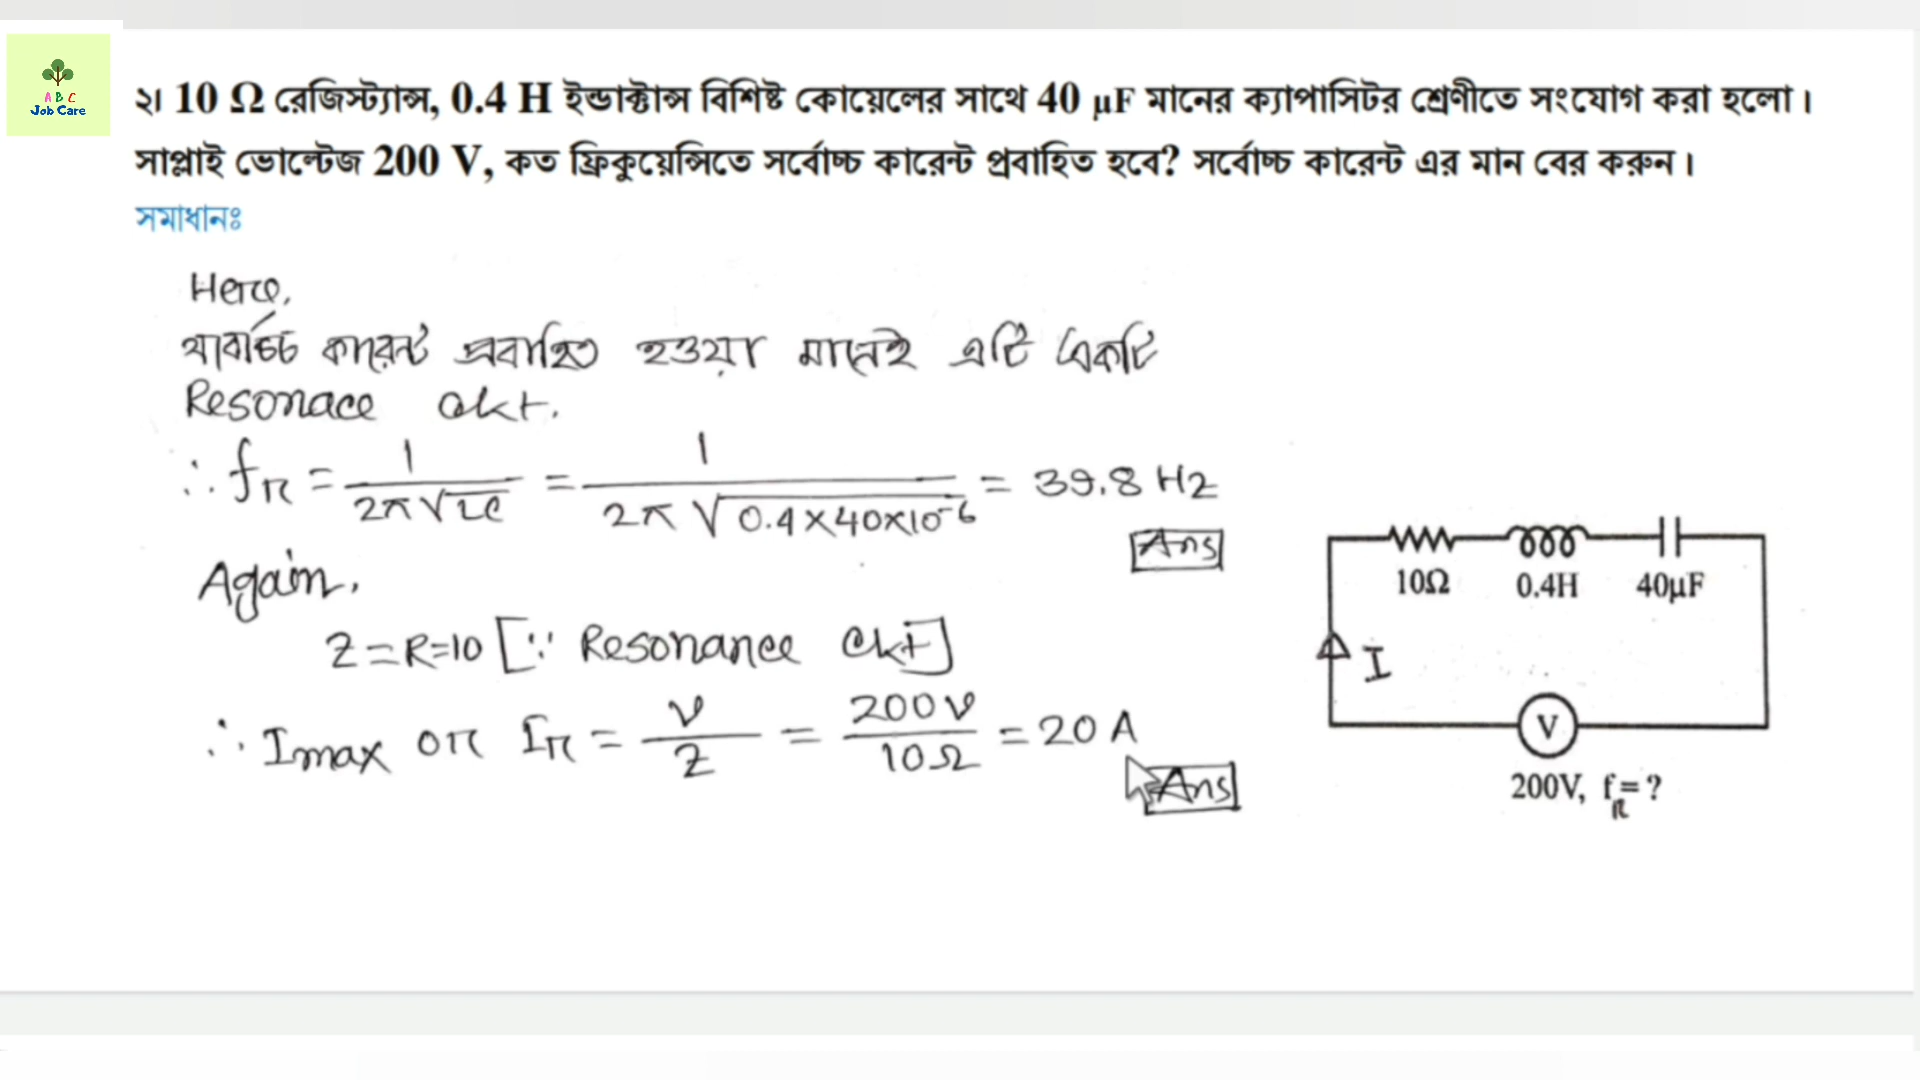 A B C
Job Care
২। 10 Ω রেজিস্ট্যান্স, 0.4 H ইন্ডাক্টান্স বিশিষ্ট কোয়েলের সাথে 40 μF মানের ক্যাপাসিটর শ্রেণীতে সংযোগ করা হলো।
সাপ্লাই ভোল্টেজ 200 V, কত ফ্রিকুয়েন্সিতে সর্বোচ্চ কারেন্ট প্রবাহিত হবে? সর্বোচ্চ কারেন্ট এর মান বের করুন।
সমাধানঃ
Here,
কারেন্ট প্রবাহিত হওয়া মানেই এটি একটি
Resonace ckt.
∴ fR = 1/(2π√LC) = 1/(2π√(0.4×40×10⁻⁶)) = 39.8 Hz
Ans
Again,
Z=R=10 [∵ Resonance ckt]
∴ Imax or IR = V/Z = 200V/10Ω = 20 A
Ans
10Ω 0.4H 40μF
I
V
200V, fR=?